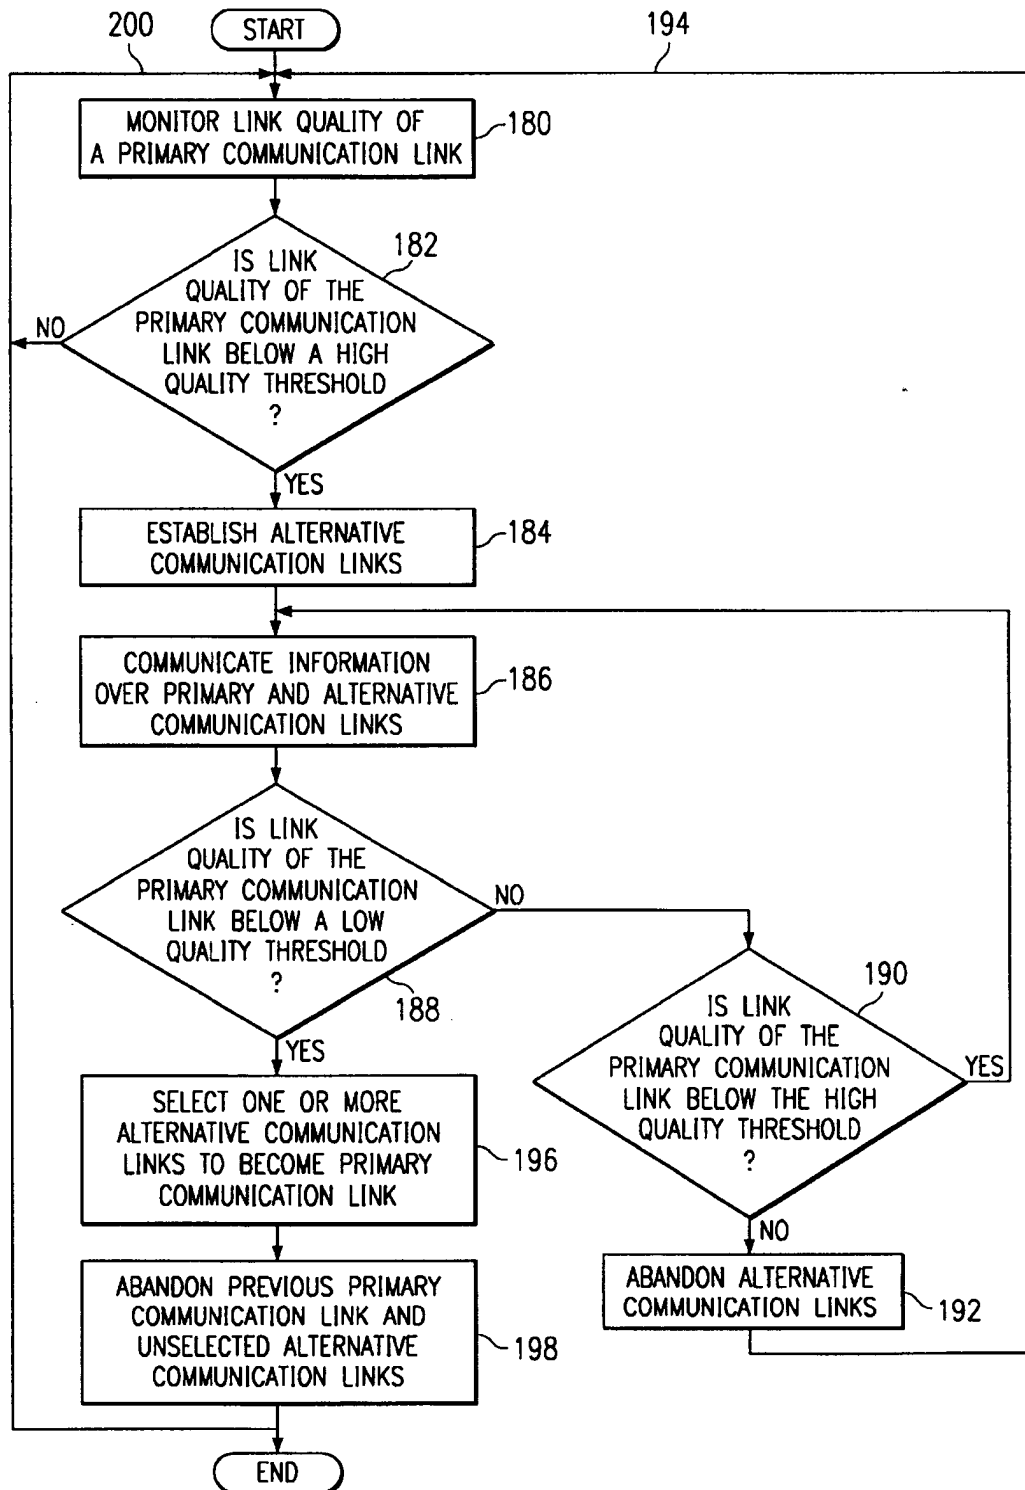 200
START
194
MONITOR LINK QUALITY OF
A PRIMARY COMMUNICATION LINK
180
IS LINK
QUALITY OF THE
PRIMARY COMMUNICATION
LINK BELOW A HIGH
QUALITY THRESHOLD
?
182
NO
YES
ESTABLISH ALTERNATIVE
COMMUNICATION LINKS
184
COMMUNICATE INFORMATION
OVER PRIMARY AND ALTERNATIVE
COMMUNICATION LINKS
186
IS LINK
QUALITY OF THE
PRIMARY COMMUNICATION
LINK BELOW A LOW
QUALITY THRESHOLD
?
188
NO
YES
IS LINK
QUALITY OF THE
PRIMARY COMMUNICATION
LINK BELOW THE HIGH
QUALITY THRESHOLD
?
190
YES
NO
SELECT ONE OR MORE
ALTERNATIVE COMMUNICATION
LINKS TO BECOME PRIMARY
COMMUNICATION LINK
196
ABANDON ALTERNATIVE
COMMUNICATION LINKS
192
ABANDON PREVIOUS PRIMARY
COMMUNICATION LINK AND
UNSELECTED ALTERNATIVE
COMMUNICATION LINKS
198
END